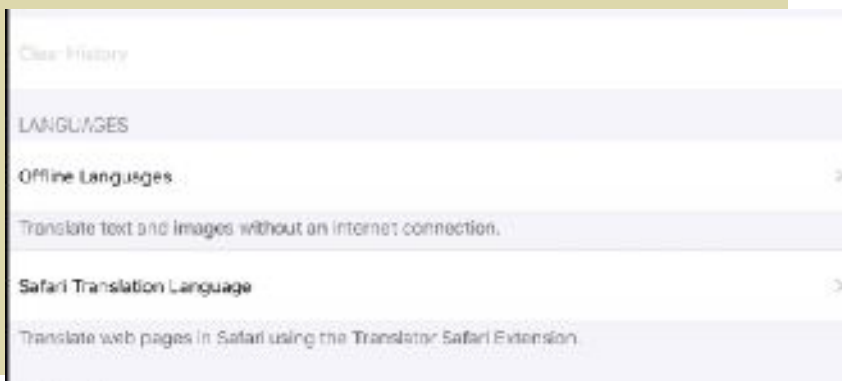 Clear History
LANGUAGES
Offline Languages
Translate text and images without an internet connection.
Safari Translation Language
Translate web pages in Safari using the Translator Safari Extension.